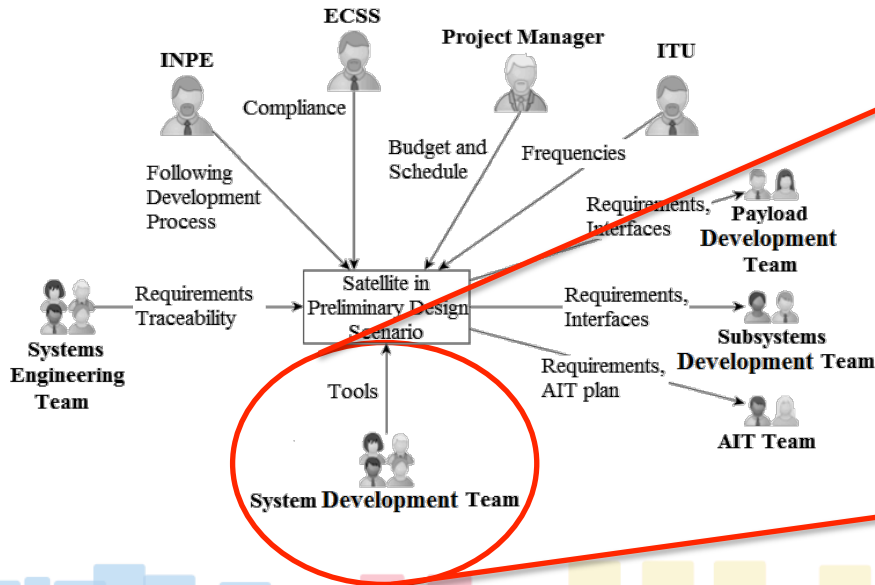 ECSS
INPE
Project Manager
ITU
Compliance
Budget and
Schedule
Frequencies
Following
Development
Process
Requirements,
Interfaces
Payload
Development
Team
Requirements
Traceability
Satellite in
Preliminary Design
Scenario
Requirements,
Interfaces
Systems
Engineering
Team
Subsystems
Development Team
Requirements,
AIT plan
Tools
AIT Team
System Development Team